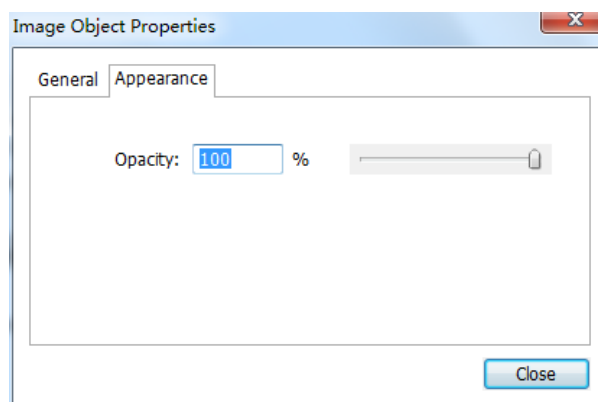 Image Object Properties
General Appearance
Opacity: 100 %
Close